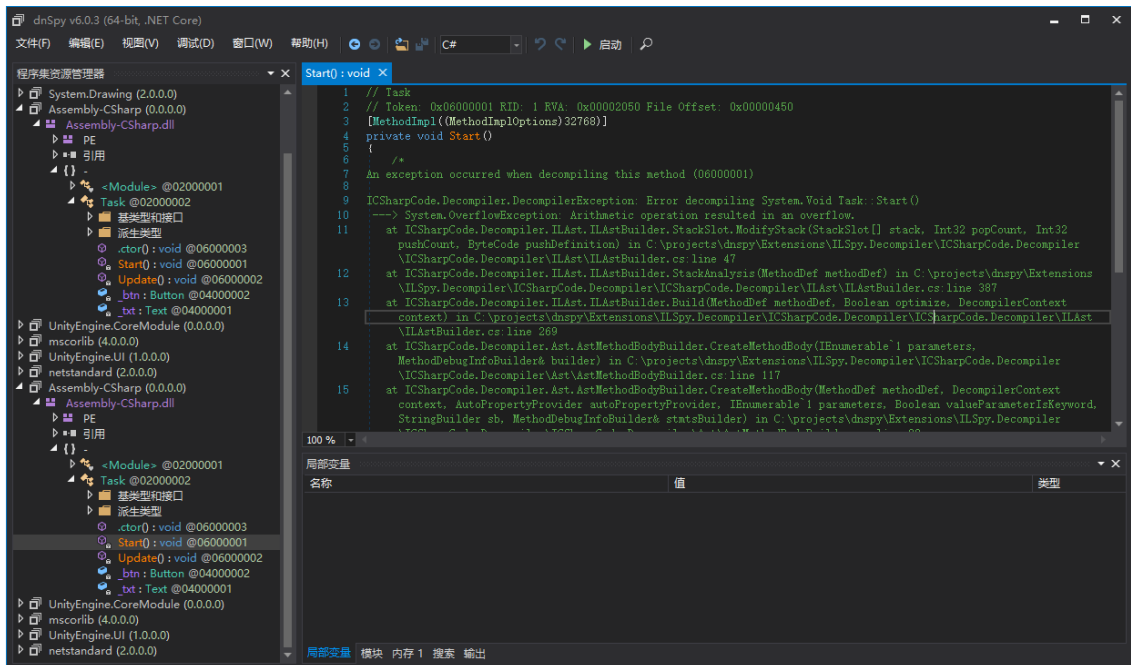 dnSpy v6.0.3 (64-bit, .NET Core)
文件(F) 编辑(E) 视图(V) 调试(D) 窗口(W) 帮助(H) C# 启动
程序集资源管理器
System.Drawing (2.0.0.0)
Assembly-CSharp (0.0.0.0)
Assembly-CSharp.dll
PE
引用
{} -
<Module> @02000001
Task @02000002
基类型和接口
派生类型
.ctor() : void @06000003
Start() : void @06000001
Update() : void @06000002
_btn : Button @04000002
_txt : Text @04000001
UnityEngine.CoreModule (0.0.0.0)
mscorlib (4.0.0.0)
UnityEngine.UI (1.0.0.0)
netstandard (2.0.0.0)
Assembly-CSharp (0.0.0.0)
Assembly-CSharp.dll
PE
引用
{} -
<Module> @02000001
Task @02000002
基类型和接口
派生类型
.ctor() : void @06000003
Start() : void @06000001
Update() : void @06000002
_btn : Button @04000002
_txt : Text @04000001
UnityEngine.CoreModule (0.0.0.0)
mscorlib (4.0.0.0)
UnityEngine.UI (1.0.0.0)
netstandard (2.0.0.0)
Start() : void
1 // Task
2 // Token: 0x06000001 RID: 1 RVA: 0x00002050 File Offset: 0x00000450
3 [MethodImpl((MethodImplOptions)32768)]
4 private void Start()
5 {
6 /*
7 An exception occurred when decompiling this method (06000001)
8
9 ICSharpCode.Decompiler.DecompilerException: Error decompiling System.Void Task::Start()
10 ---> System.OverflowException: Arithmetic operation resulted in an overflow.
11 at ICSharpCode.Decompiler.ILAst.ILAstBuilder.StackSlot.ModifyStack(StackSlot[] stack, Int32 popCount, Int32
pushCount, ByteCode pushDefinition) in C:\projects\dnspy\Extensions\ILSpy.Decompiler\ICSharpCode.Decompiler
\ICSharpCode.Decompiler\ILAst\ILAstBuilder.cs:line 47
12 at ICSharpCode.Decompiler.ILAst.ILAstBuilder.StackAnalysis(MethodDef methodDef) in C:\projects\dnspy\Extensions
\ILSpy.Decompiler\ICSharpCode.Decompiler\ICSharpCode.Decompiler\ILAst\ILAstBuilder.cs:line 387
13 at ICSharpCode.Decompiler.ILAst.ILAstBuilder.Build(MethodDef methodDef, Boolean optimize, DecompilerContext
context) in C:\projects\dnspy\Extensions\ILSpy.Decompiler\ICSharpCode.Decompiler\ICSharpCode.Decompiler\ILAst
\ILAstBuilder.cs:line 269
14 at ICSharpCode.Decompiler.Ast.AstMethodBodyBuilder.CreateMethodBody(IEnumerable`1 parameters,
MethodDebugInfoBuilder& builder) in C:\projects\dnspy\Extensions\ILSpy.Decompiler\ICSharpCode.Decompiler
\ICSharpCode.Decompiler\Ast\AstMethodBodyBuilder.cs:line 117
15 at ICSharpCode.Decompiler.Ast.AstMethodBodyBuilder.CreateMethodBody(MethodDef methodDef, DecompilerContext
context, AutoPropertyProvider autoPropertyProvider, IEnumerable`1 parameters, Boolean valueParameterIsKeyword,
StringBuilder sb, MethodDebugInfoBuilder& stmtsBuilder) in C:\projects\dnspy\Extensions\ILSpy.Decompiler
100 %
局部变量
名称 值 类型
局部变量 模块 内存 1 搜索 输出